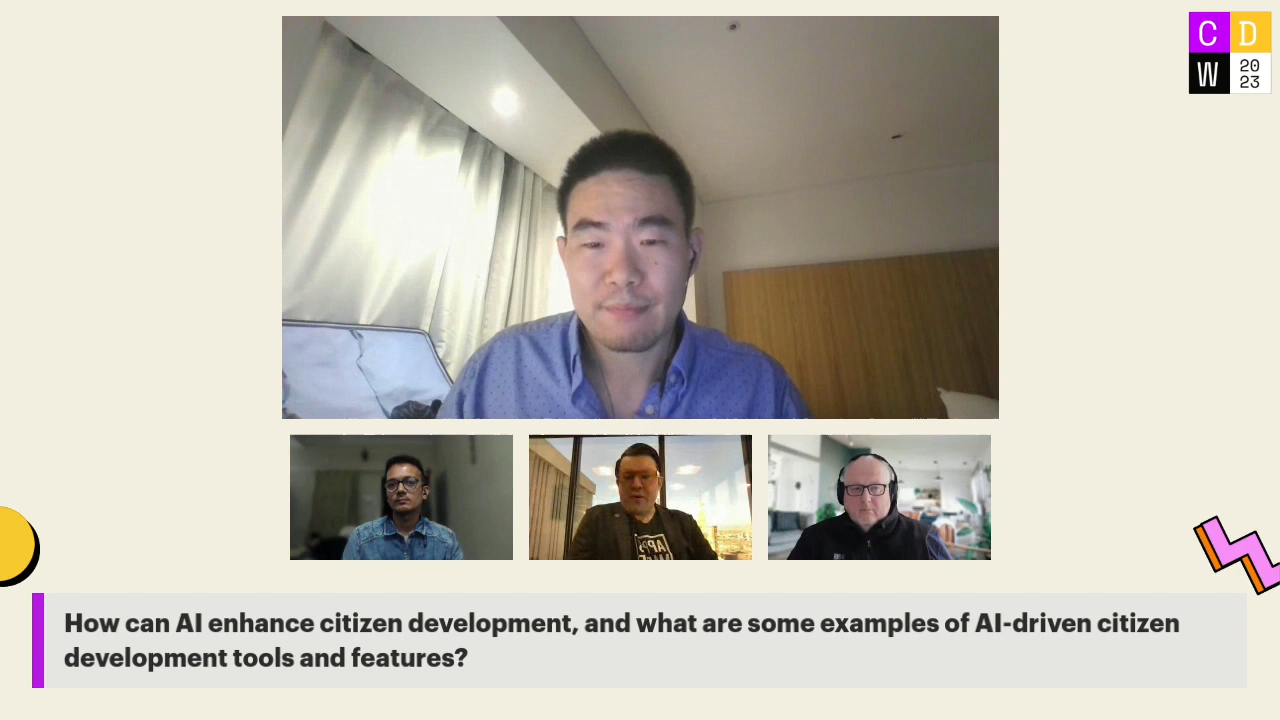 C D
W 20
23
How can AI enhance citizen development, and what are some examples of AI-driven citizen
development tools and features?